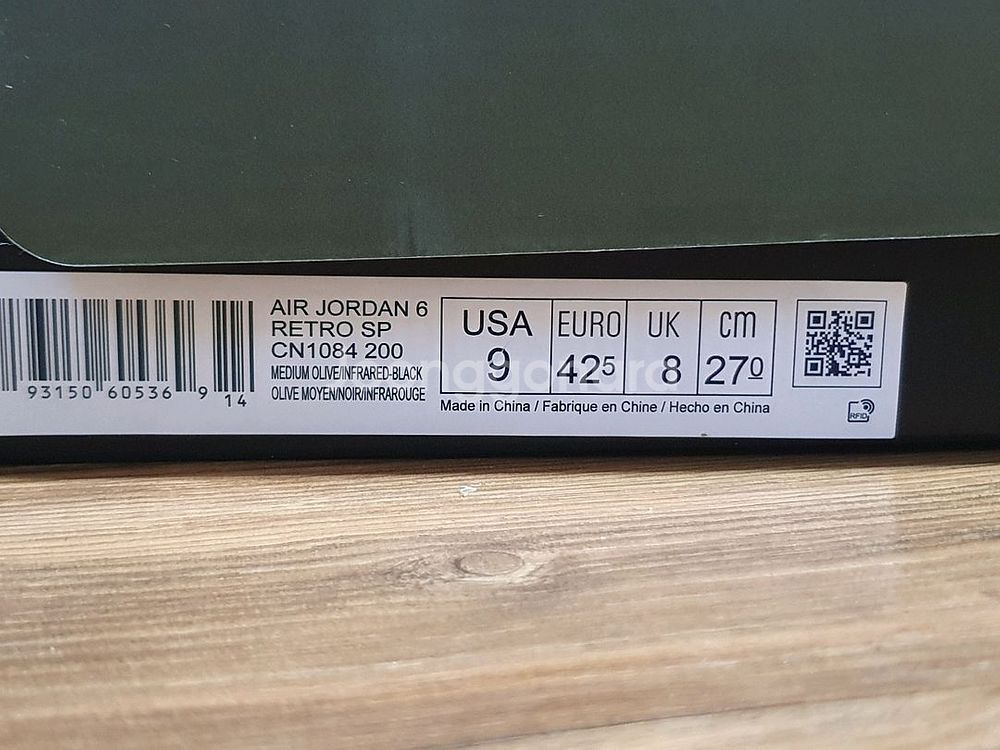 93150 60536 9 14
AIR JORDAN 6
RETRO SP
CN1084 200
MEDIUM OLIVE/INFRARED-BLACK
OLIVE MOYEN/NOIR/INFRAROUGE
USA EURO UK cm
9 42⁵ 8 27⁰
Made in China / Fabrique en Chine / Hecho en China
RFID